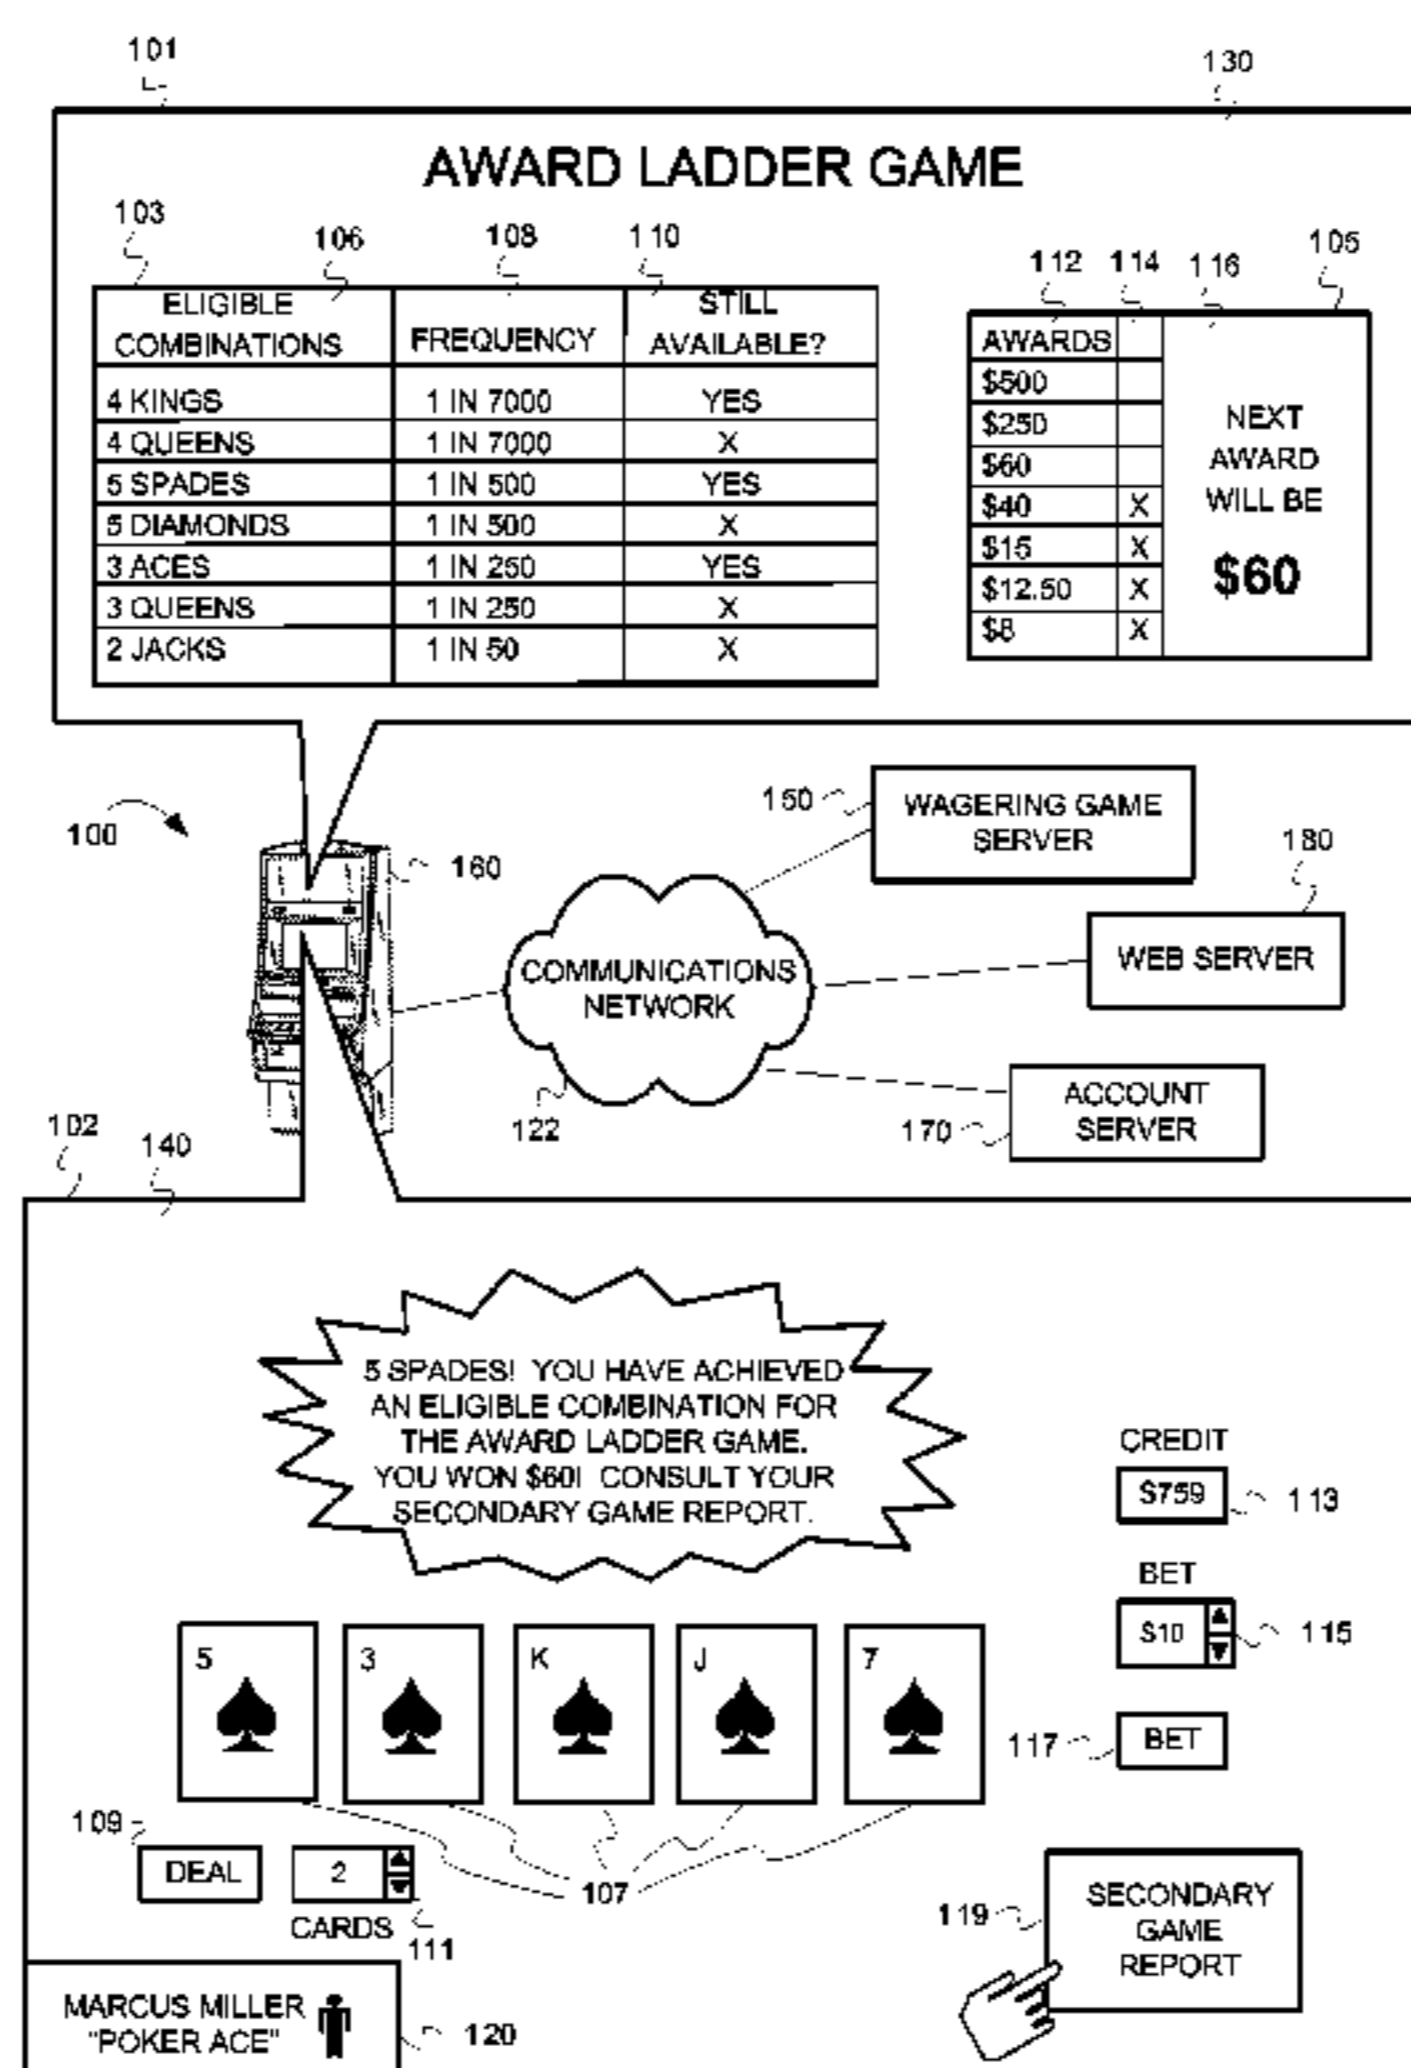 101
130
AWARD LADDER GAME
103
106
108
110
112
114
116
105
ELIGIBLE COMBINATIONS FREQUENCY STILL AVAILABLE?
4 KINGS 1 IN 7000 YES
4 QUEENS 1 IN 7000 X
5 SPADES 1 IN 500 YES
5 DIAMONDS 1 IN 500 X
3 ACES 1 IN 250 YES
3 QUEENS 1 IN 250 X
2 JACKS 1 IN 50 X
AWARDS
$500
$250
$60
$40 X
$15 X
$12.50 X
$8 X
NEXT
AWARD
WILL BE
$60
100
160
150
WAGERING GAME
SERVER
180
WEB SERVER
COMMUNICATIONS
NETWORK
122
170
ACCOUNT
SERVER
102
140
5 SPADES! YOU HAVE ACHIEVED
AN ELIGIBLE COMBINATION FOR
THE AWARD LADDER GAME.
YOU WON $60! CONSULT YOUR
SECONDARY GAME REPORT.
CREDIT
$759
113
BET
$10
115
117
BET
5 3 K J 7
109
DEAL
2
CARDS
111
107
119
SECONDARY
GAME
REPORT
MARCUS MILLER
"POKER ACE"
120